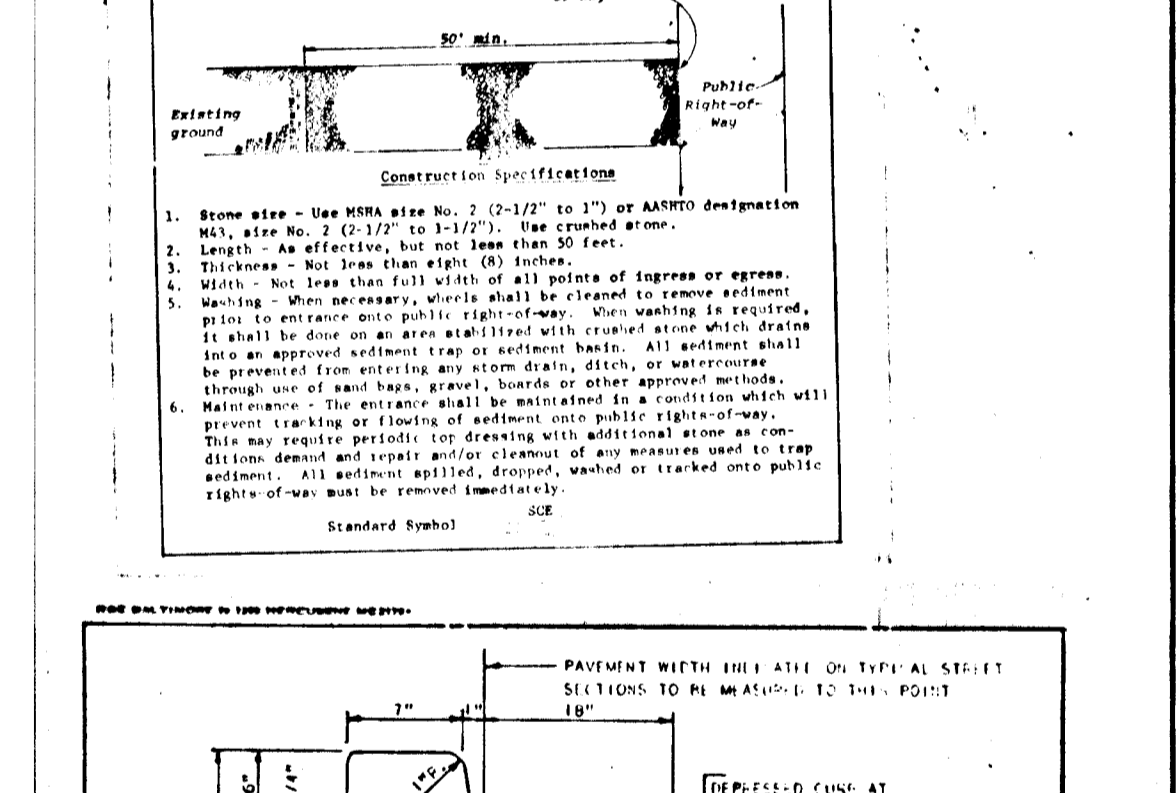 50' min.
Existing
ground
Public
Right-of-
Way
Construction Specifications
1. Stone size - Use MSHA size No. 2 (2-1/2" to 1") or AASHTO designation
M43, size No. 2 (2-1/2" to 1-1/2"). Use crushed stone.
2. Length - As effective, but not less than 50 feet.
3. Thickness - Not less than eight (8) inches.
4. Width - Not less than full width of all points of ingress or egress.
5. Washing - When necessary, wheels shall be cleaned to remove sediment
prior to entrance onto public right-of-way. When washing is required,
it shall be done on an area stabilized with crushed stone which drains
into an approved sediment trap or sediment basin. All sediment shall
be prevented from entering any storm drain, ditch, or watercourse
through use of sand bags, gravel, boards or other approved methods.
6. Maintenance - The entrance shall be maintained in a condition which will
prevent tracking or flowing of sediment onto public rights-of-way.
This may require periodic top dressing with additional stone as con-
ditions demand and repair and/or cleanout of any measures used to trap
sediment. All sediment spilled, dropped, washed or tracked onto public
rights-of-way must be removed immediately.
SCE
Standard Symbol
PAVEMENT WIDTH INDICATED ON TYPICAL STREET
SECTIONS TO BE MEASURED TO THIS POINT
7" 1" 18"
6"
1"R.
DEPRESSED CURB AT